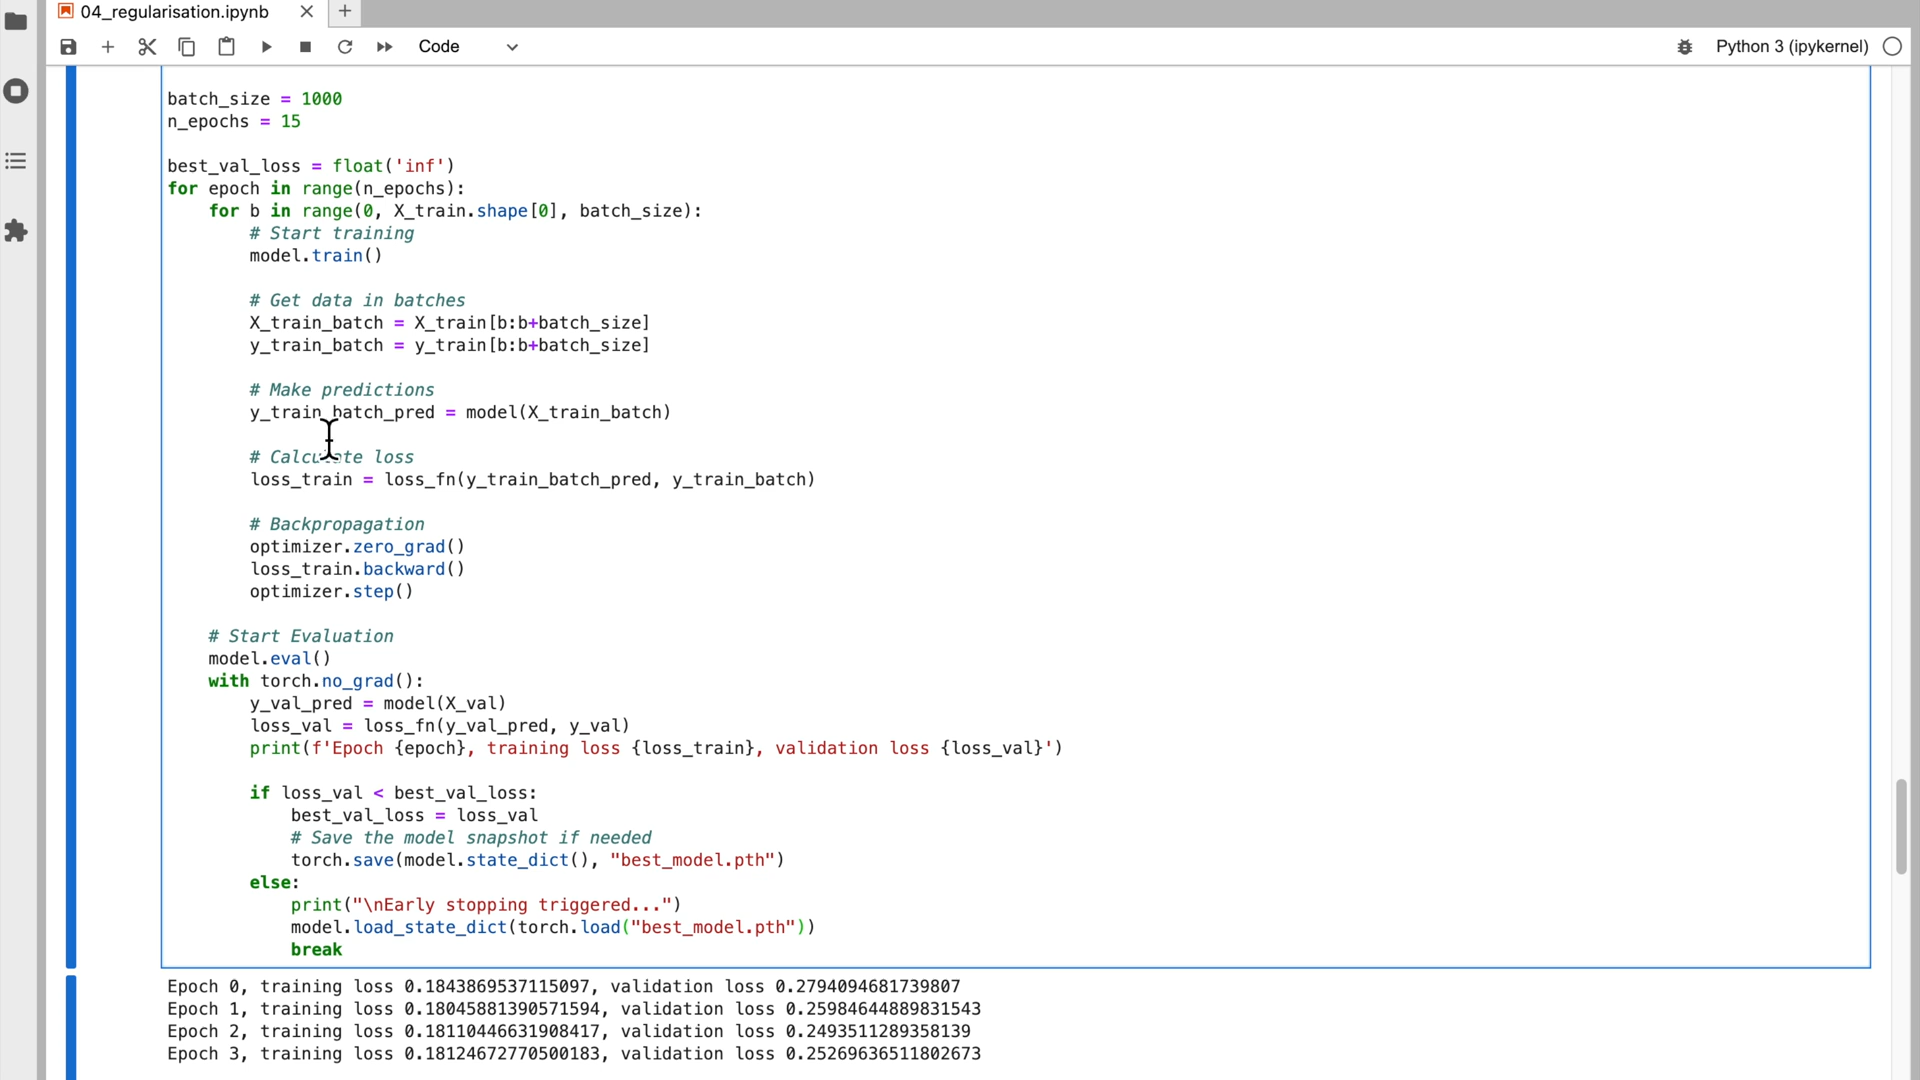 04_regularisation.ipynb
Code
Python 3 (ipykernel)
batch_size = 1000
n_epochs = 15
best_val_loss = float('inf')
for epoch in range(n_epochs):
    for b in range(0, X_train.shape[0], batch_size):
        # Start training
        model.train()
        # Get data in batches
        X_train_batch = X_train[b:b+batch_size]
        y_train_batch = y_train[b:b+batch_size]
        # Make predictions
        y_train_batch_pred = model(X_train_batch)
        # Calculate loss
        loss_train = loss_fn(y_train_batch_pred, y_train_batch)
        # Backpropagation
        optimizer.zero_grad()
        loss_train.backward()
        optimizer.step()
    # Start Evaluation
    model.eval()
    with torch.no_grad():
        y_val_pred = model(X_val)
        loss_val = loss_fn(y_val_pred, y_val)
        print(f'Epoch {epoch}, training loss {loss_train}, validation loss {loss_val}')
        if loss_val < best_val_loss:
            best_val_loss = loss_val
            # Save the model snapshot if needed
            torch.save(model.state_dict(), "best_model.pth")
        else:
            print("\nEarly stopping triggered...")
            model.load_state_dict(torch.load("best_model.pth"))
            break
Epoch 0, training loss 0.1843869537115097, validation loss 0.2794094681739807
Epoch 1, training loss 0.18045881390571594, validation loss 0.25984644889831543
Epoch 2, training loss 0.18110446631908417, validation loss 0.2493511289358139
Epoch 3, training loss 0.18124672770500183, validation loss 0.25269636511802673